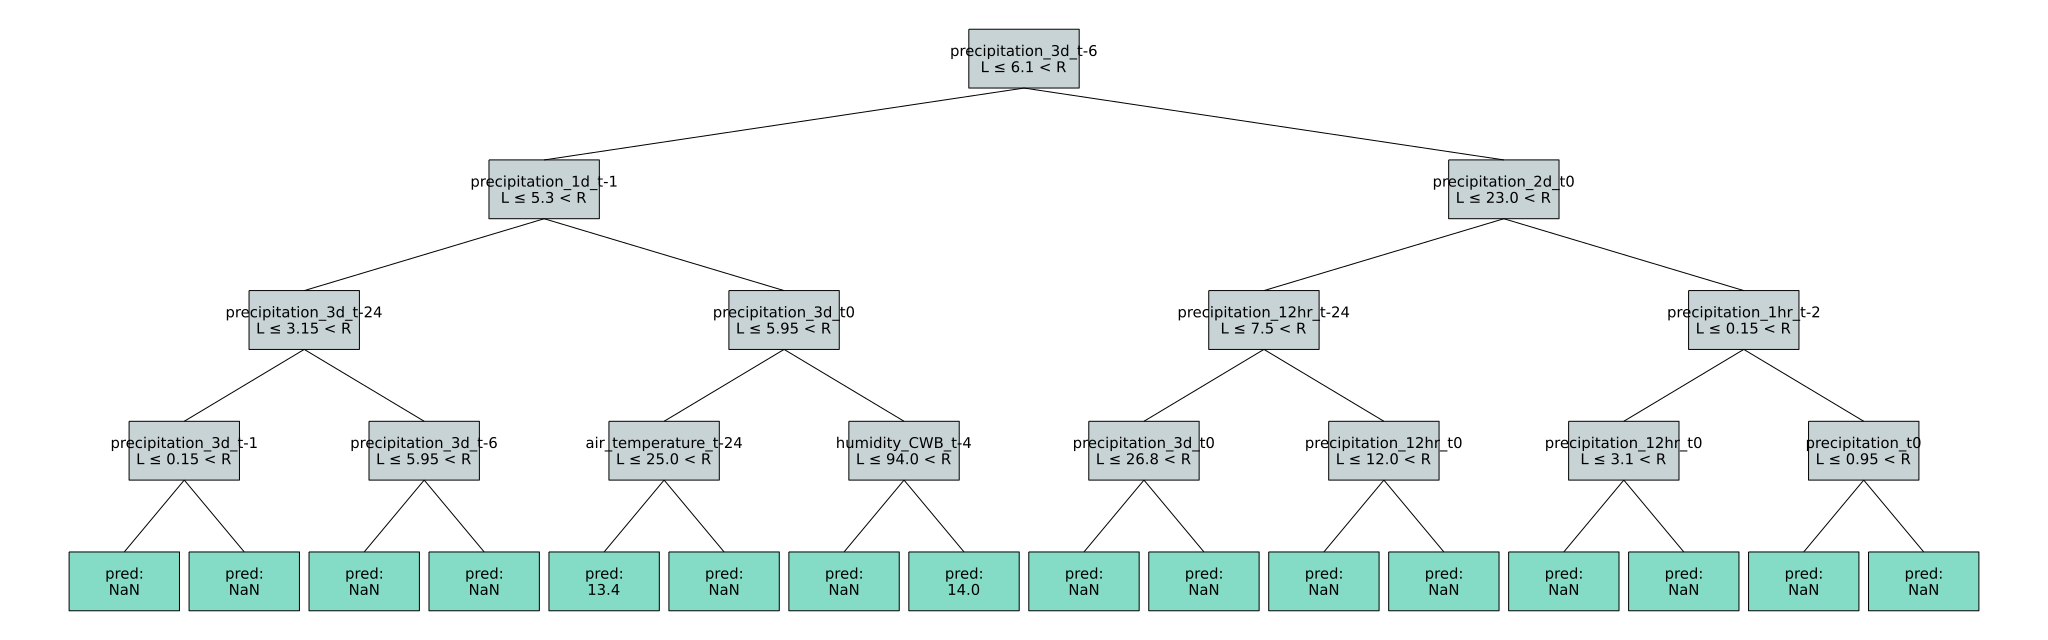 precipitation_3d_t-6
L ≤ 6.1 < R
precipitation_1d_t-1
L ≤ 5.3 < R
precipitation_2d_t0
L ≤ 23.0 < R
precipitation_3d_t-24
L ≤ 3.15 < R
precipitation_3d_t0
L ≤ 5.95 < R
precipitation_12hr_t-24
L ≤ 7.5 < R
precipitation_1hr_t-2
L ≤ 0.15 < R
precipitation_3d_t-1
L ≤ 0.15 < R
precipitation_3d_t-6
L ≤ 5.95 < R
air_temperature_t-24
L ≤ 25.0 < R
humidity_CWB_t-4
L ≤ 94.0 < R
precipitation_3d_t0
L ≤ 26.8 < R
precipitation_12hr_t0
L ≤ 12.0 < R
precipitation_12hr_t0
L ≤ 3.1 < R
precipitation_t0
L ≤ 0.95 < R
pred:
NaN
pred:
NaN
pred:
NaN
pred:
NaN
pred:
13.4
pred:
NaN
pred:
NaN
pred:
14.0
pred:
NaN
pred:
NaN
pred:
NaN
pred:
NaN
pred:
NaN
pred:
NaN
pred:
NaN
pred:
NaN